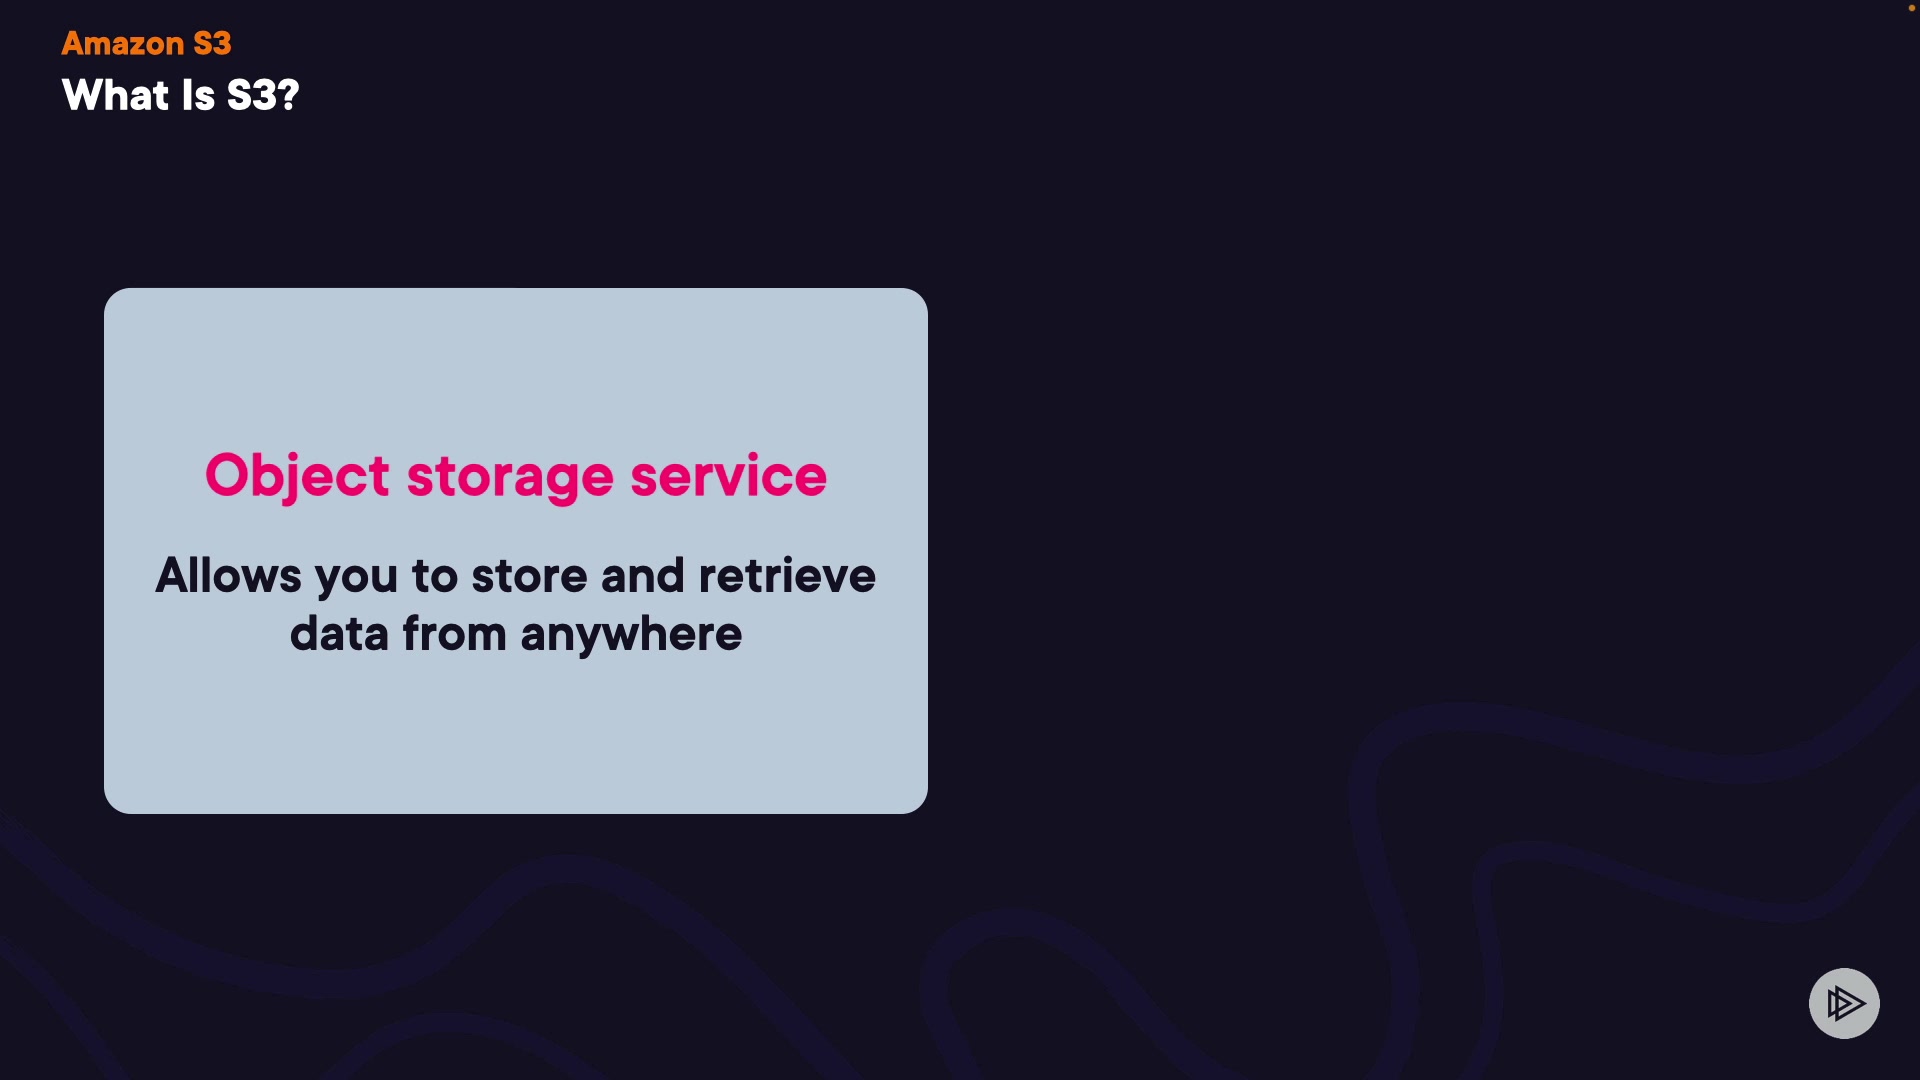 Amazon S3
What Is S3?
Object storage service
Allows you to store and retrieve
data from anywhere